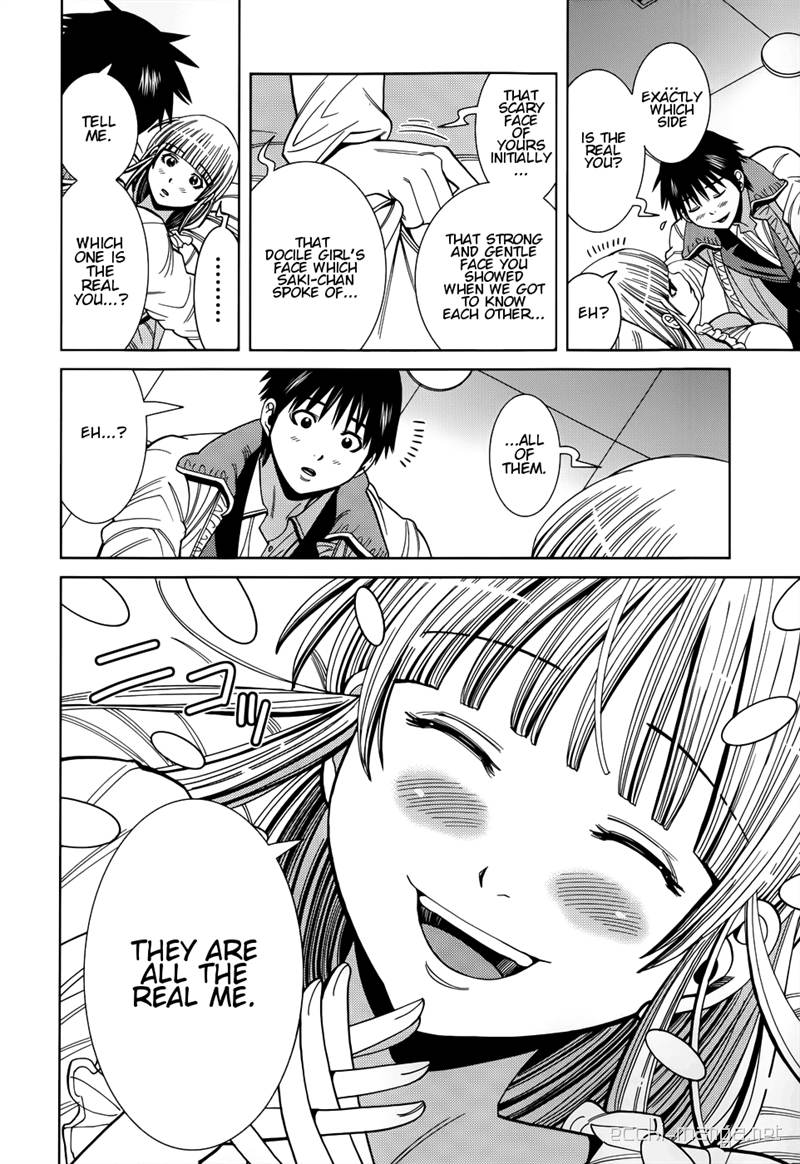 EXACTLY
WHICH
SIDE
IS THE
REAL
YOU?
EH?
THAT
SCARY
FACE
OF
YOURS
INITIALLY
...
THAT STRONG
AND GENTLE
FACE YOU
SHOWED
WHEN WE GOT
TO KNOW
EACH OTHER...
THAT
DOCILE GIRL'S
FACE WHICH
SAKI-CHAN
SPOKE OF...
TELL
ME.
WHICH
ONE IS
THE REAL
YOU...?
........
...ALL
OF
THEM.
EH...?
ニコッ
THEY ARE
ALL THE
REAL ME.
ecchi-manga.net